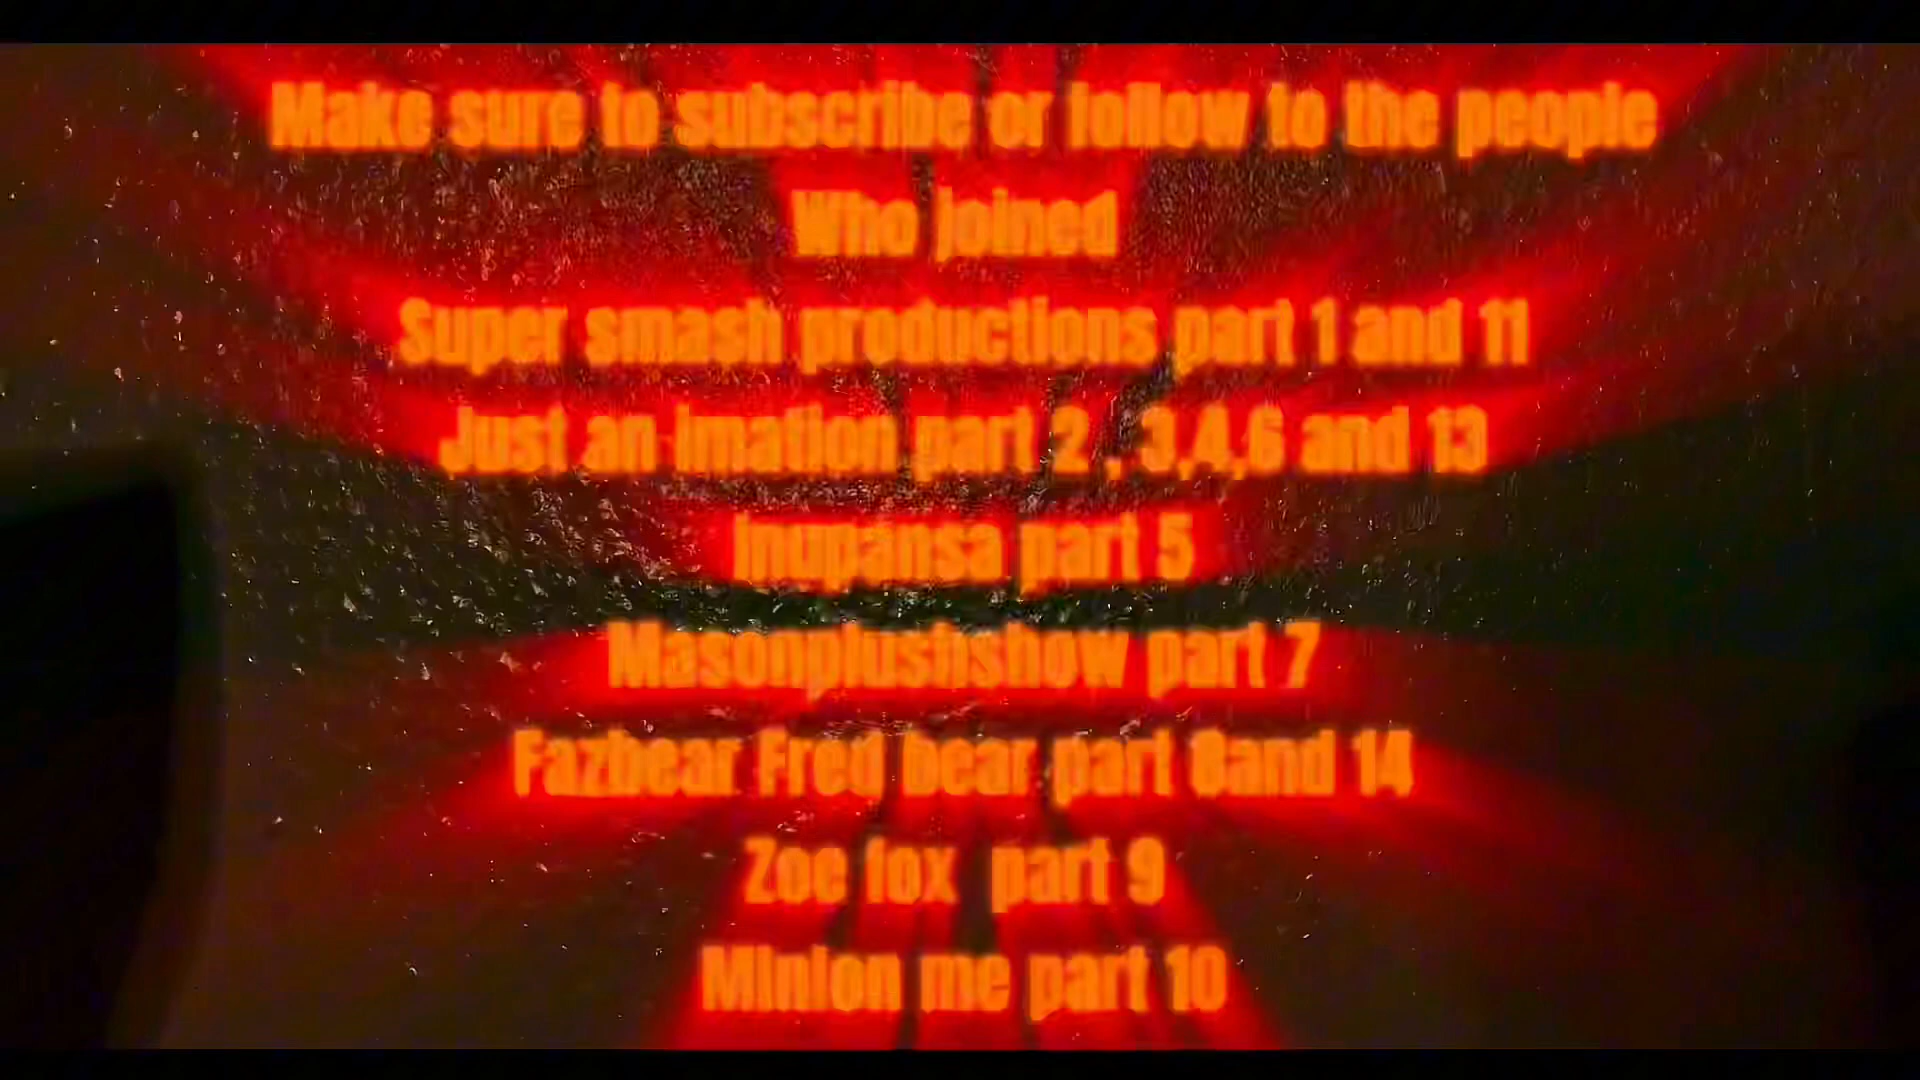 Make sure to subscribe or follow to the people
Who joined
Super smash productions part 1 and 11
Just an imation part 2 , 3,4,6 and 13
Inupansa part 5
Masonplushshow part 7
Fazbear Fred bear part 8and 14
Zoe fox part 9
Minion me part 10